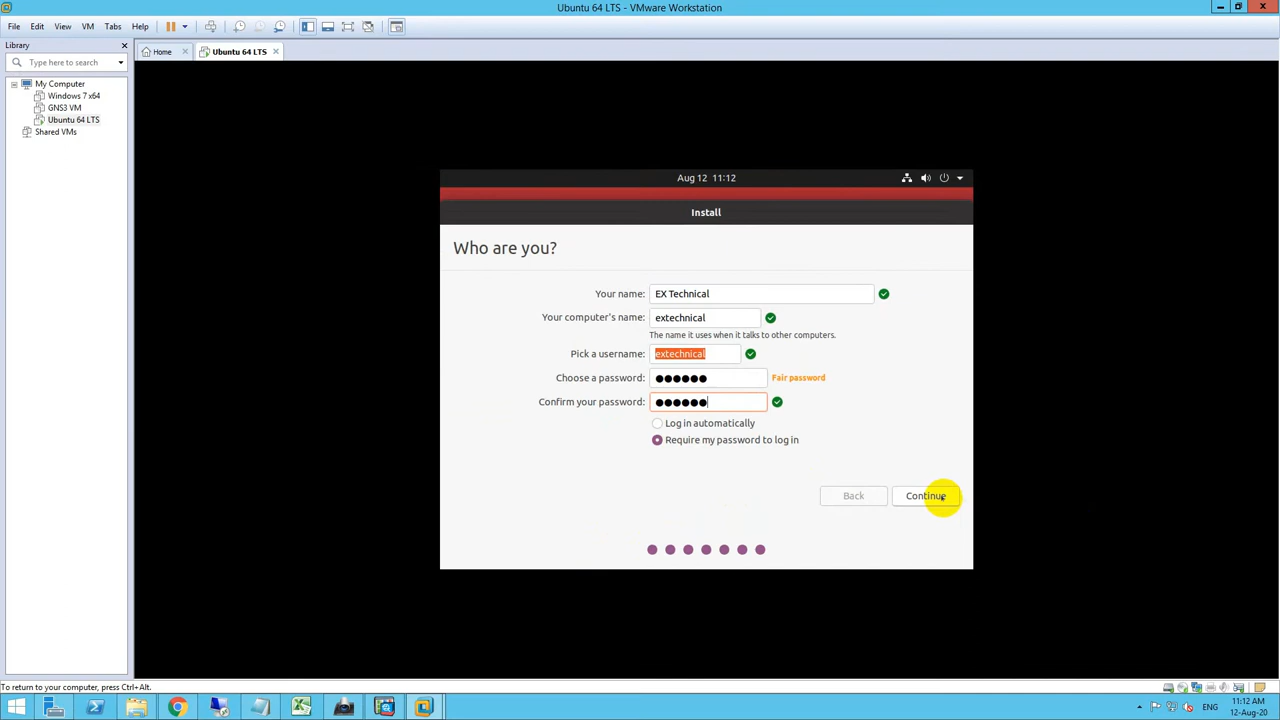 Ubuntu 64 LTS - VMware Workstation
File Edit View VM Tabs Help
Library
Type here to search
My Computer
Windows 7 x64
GNS3 VM
Ubuntu 64 LTS
Shared VMs
Home
Ubuntu 64 LTS
Aug 12 11:12
Install
Who are you?
Your name: EX Technical
Your computer's name: extechnical
The name it uses when it talks to other computers.
Pick a username: extechnical
Choose a password: ●●●●●● Fair password
Confirm your password: ●●●●●●
Log in automatically
Require my password to log in
Back Continue
To return to your computer, press Ctrl+Alt.
ENG
11:12 AM
12-Aug-20